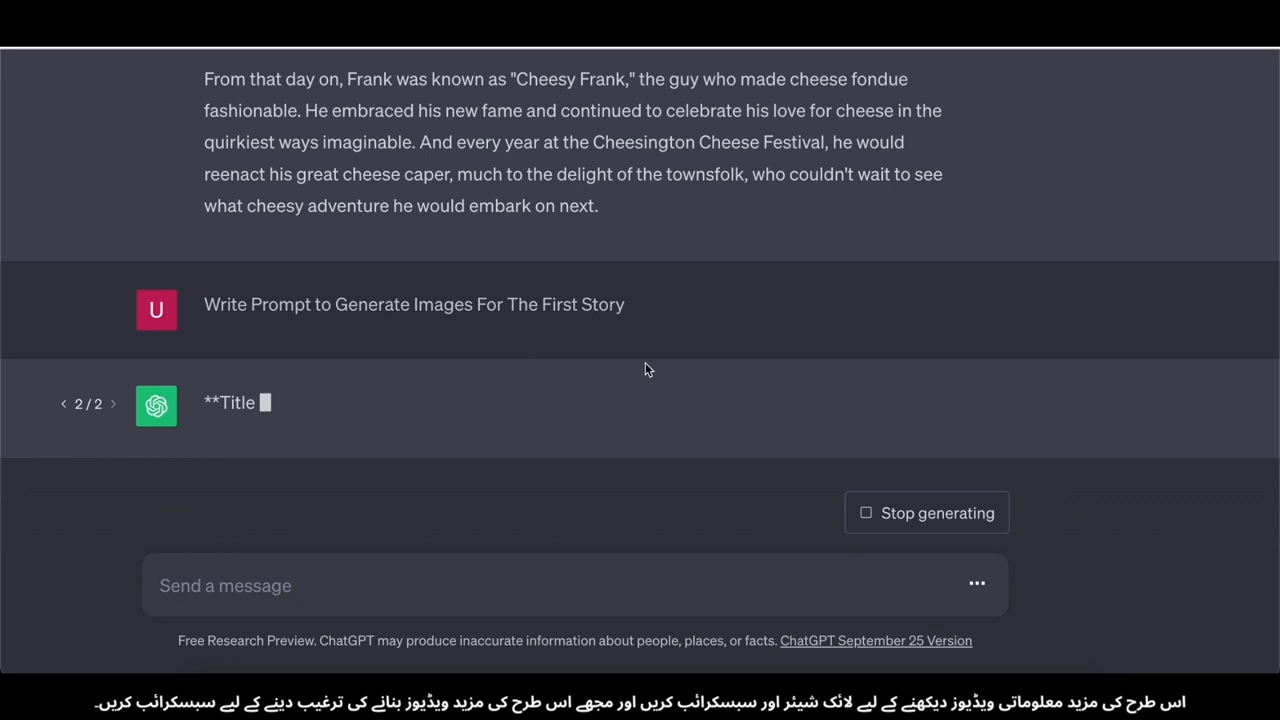 From that day on, Frank was known as "Cheesy Frank," the guy who made cheese fondue
fashionable. He embraced his new fame and continued to celebrate his love for cheese in the
quirkiest ways imaginable. And every year at the Cheesington Cheese Festival, he would
reenact his great cheese caper, much to the delight of the townsfolk, who couldn't wait to see
what cheesy adventure he would embark on next.
U
Write Prompt to Generate Images For The First Story
< 2 / 2 >
**Title
Stop generating
Send a message
Free Research Preview. ChatGPT may produce inaccurate information about people, places, or facts. ChatGPT September 25 Version
اس طرح کی مزید معلوماتی ویڈیوز دیکھنے کے لیے لائک شیئر اور سبسکرائب کریں اور مجھے اس طرح کی مزید ویڈیوز بنانے کی ترغیب دینے کے لیے سبسکرائب کریں۔